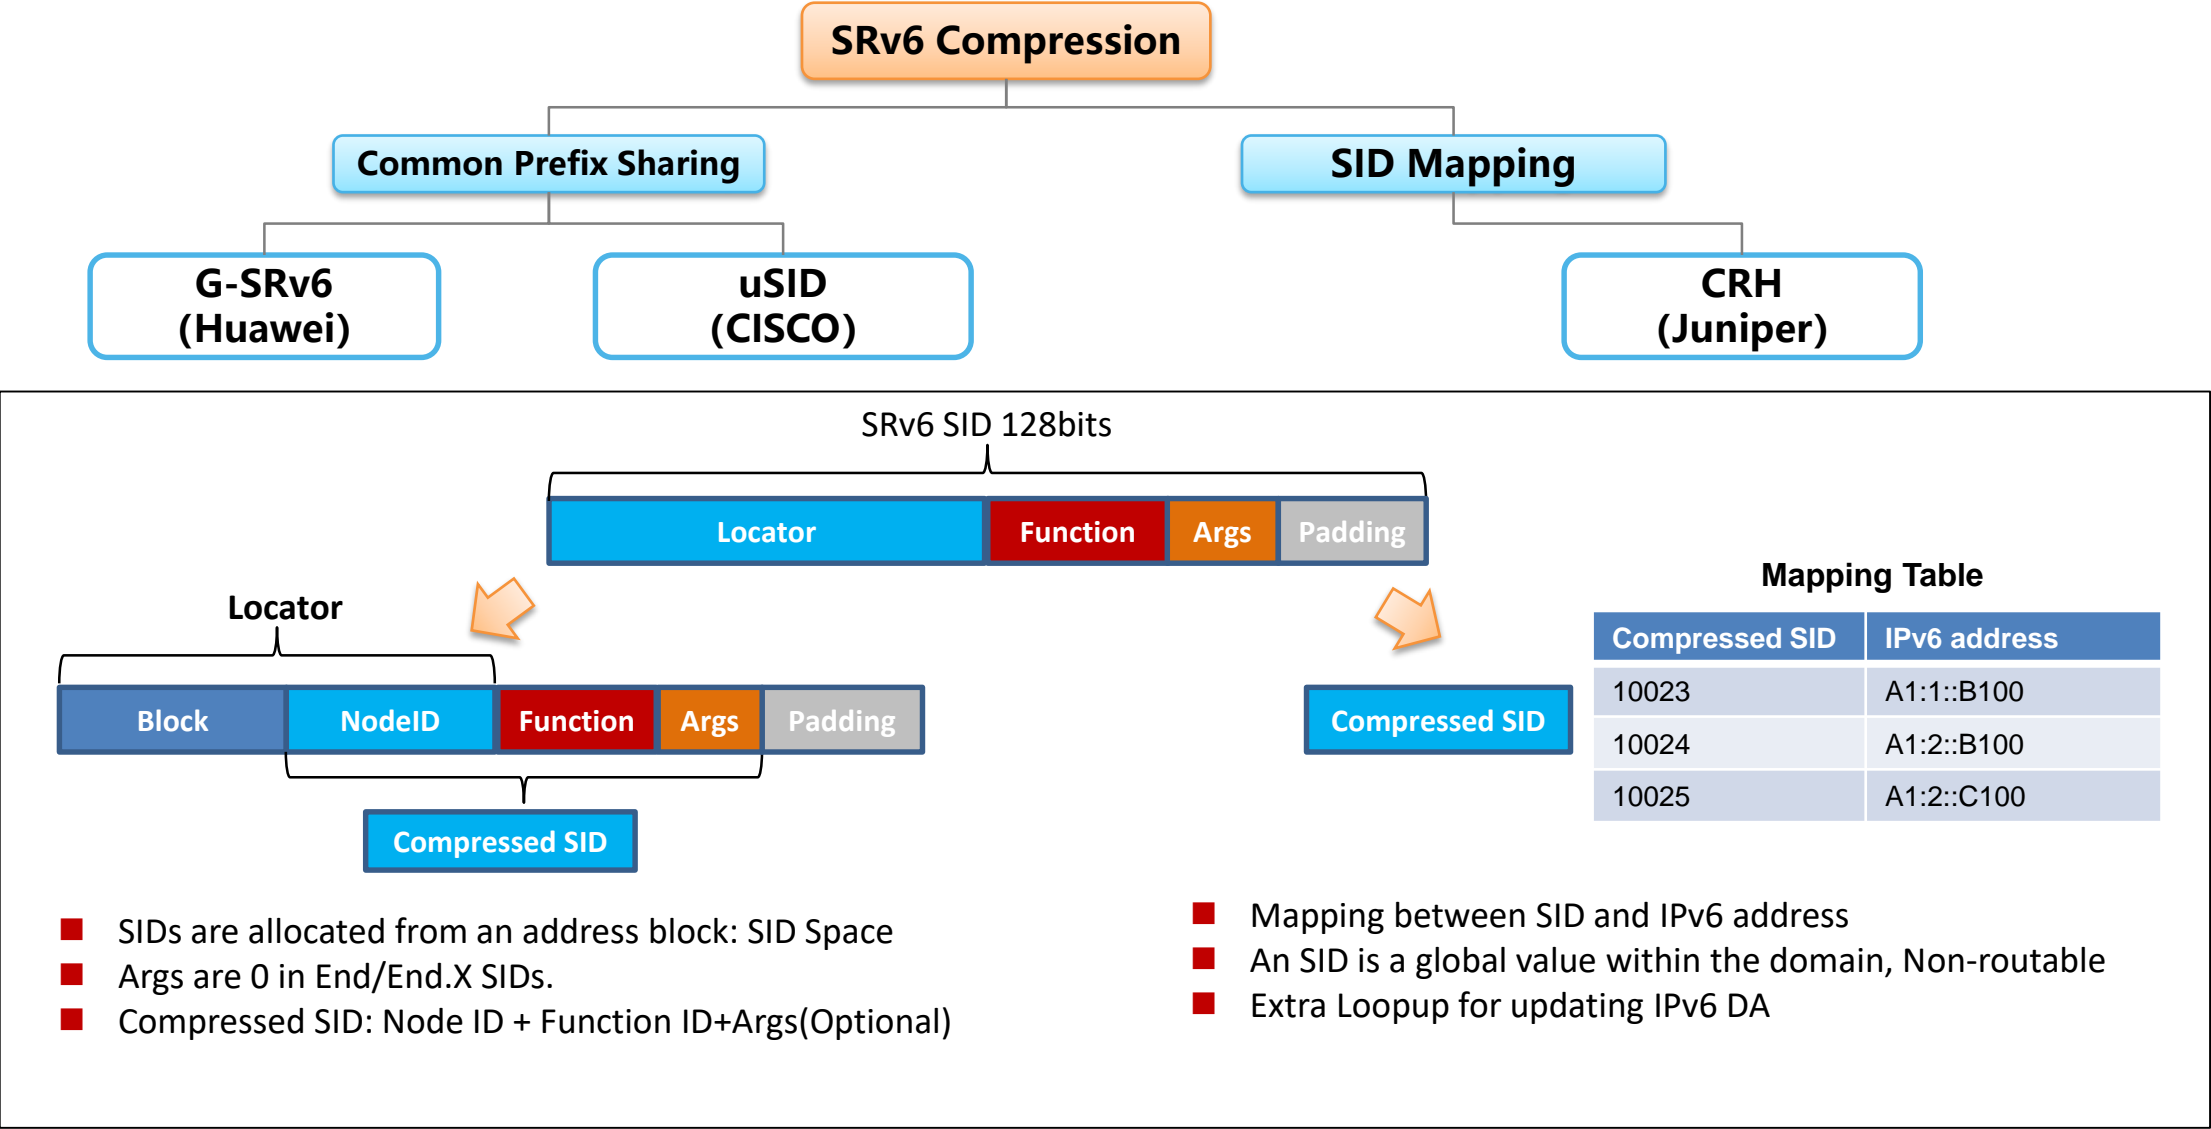 SRv6 Compression
Common Prefix Sharing
SID Mapping
G-SRv6
(Huawei)
uSID
(CISCO)
CRH
(Juniper)
SRv6 SID 128bits
Locator
Function
Args
Padding
Locator
Block
NodeID
Function
Args
Padding
Compressed SID
SIDs are allocated from an address block: SID Space
Args are 0 in End/End.X SIDs.
Compressed SID: Node ID + Function ID+Args(Optional)
Compressed SID
Mapping Table
Compressed SID IPv6 address
10023 A1:1::B100
10024 A1:2::B100
10025 A1:2::C100
Mapping between SID and IPv6 address
An SID is a global value within the domain, Non-routable
Extra Loopup for updating IPv6 DA